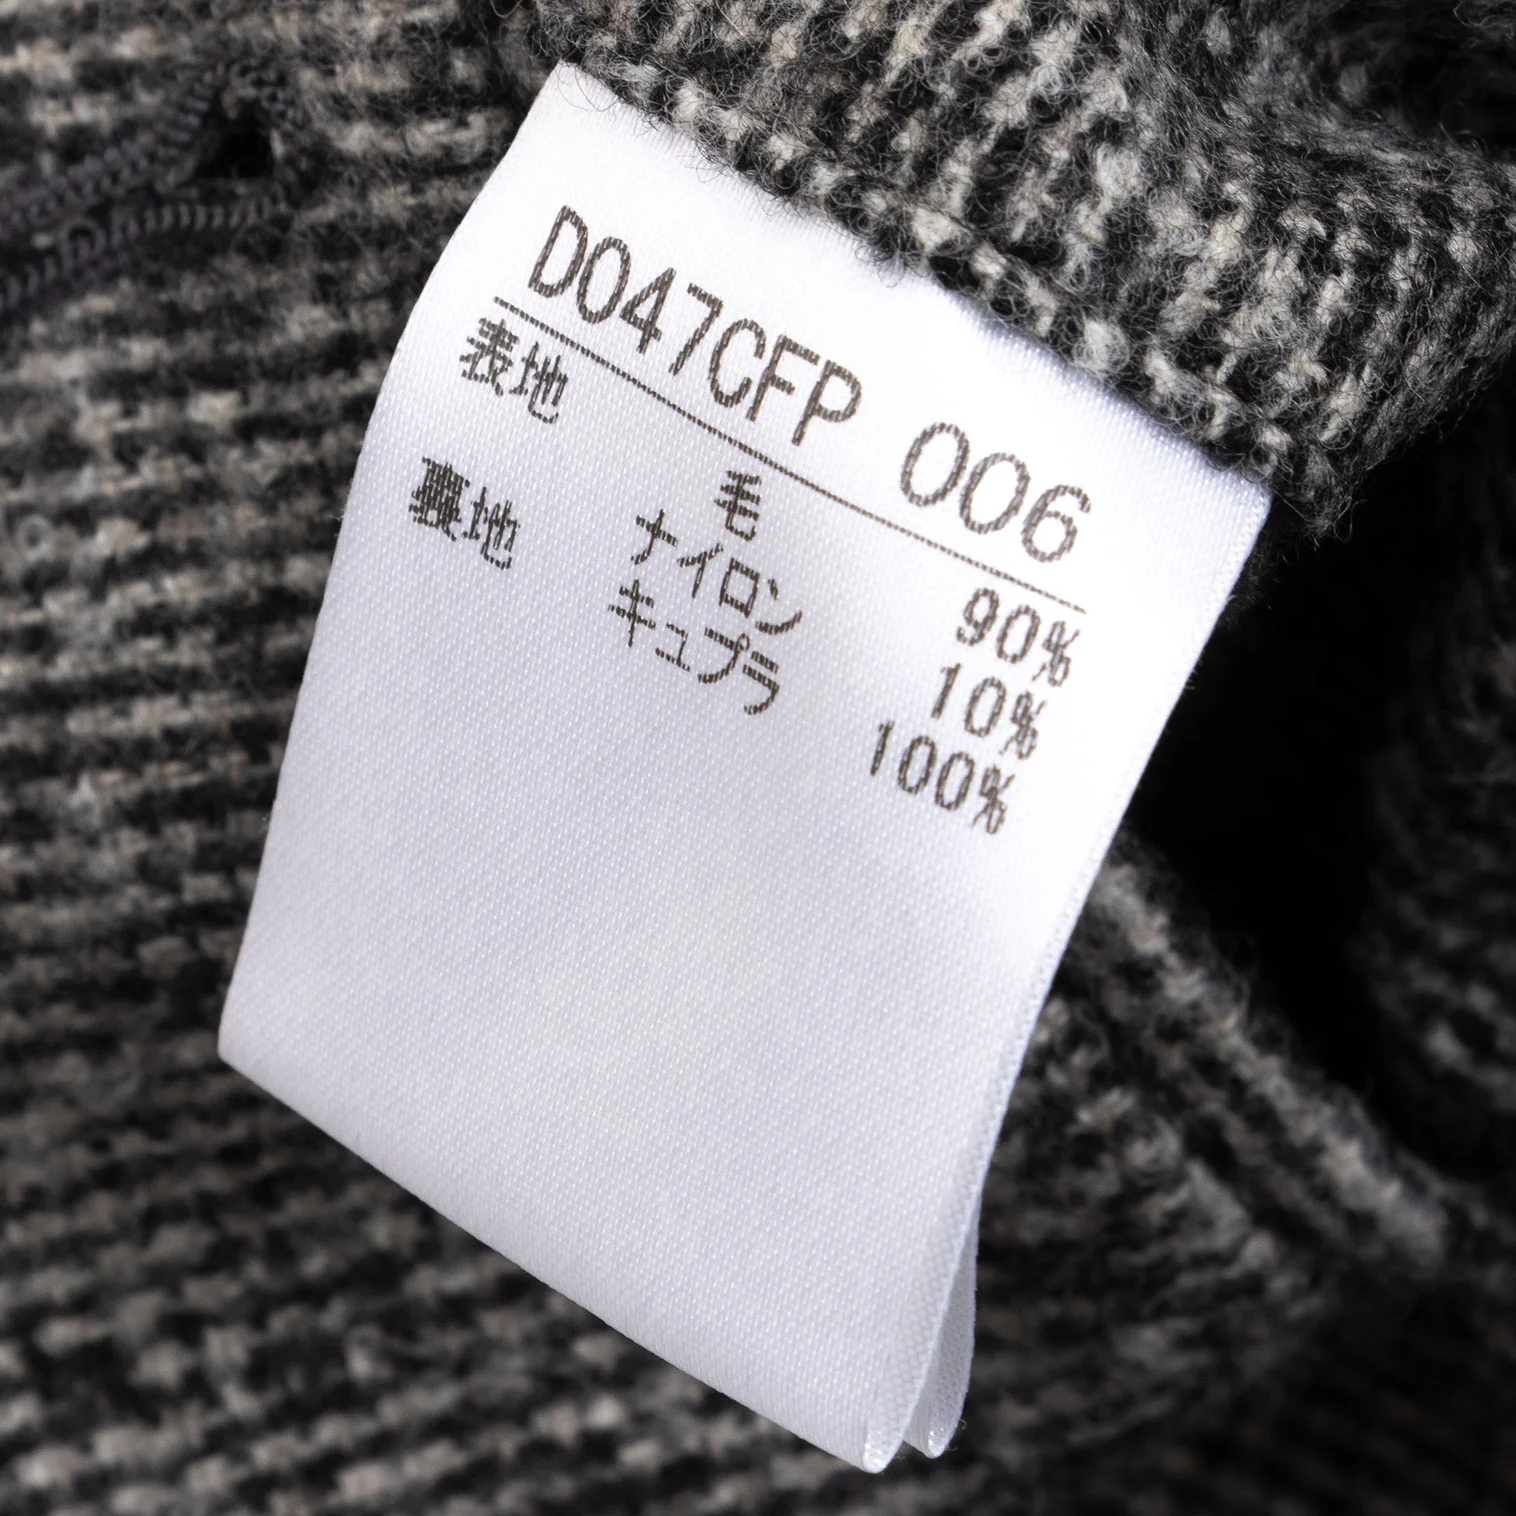 D047CFP 006
表地 毛 90%
ナイロン 10%
裏地 キュプラ 100%